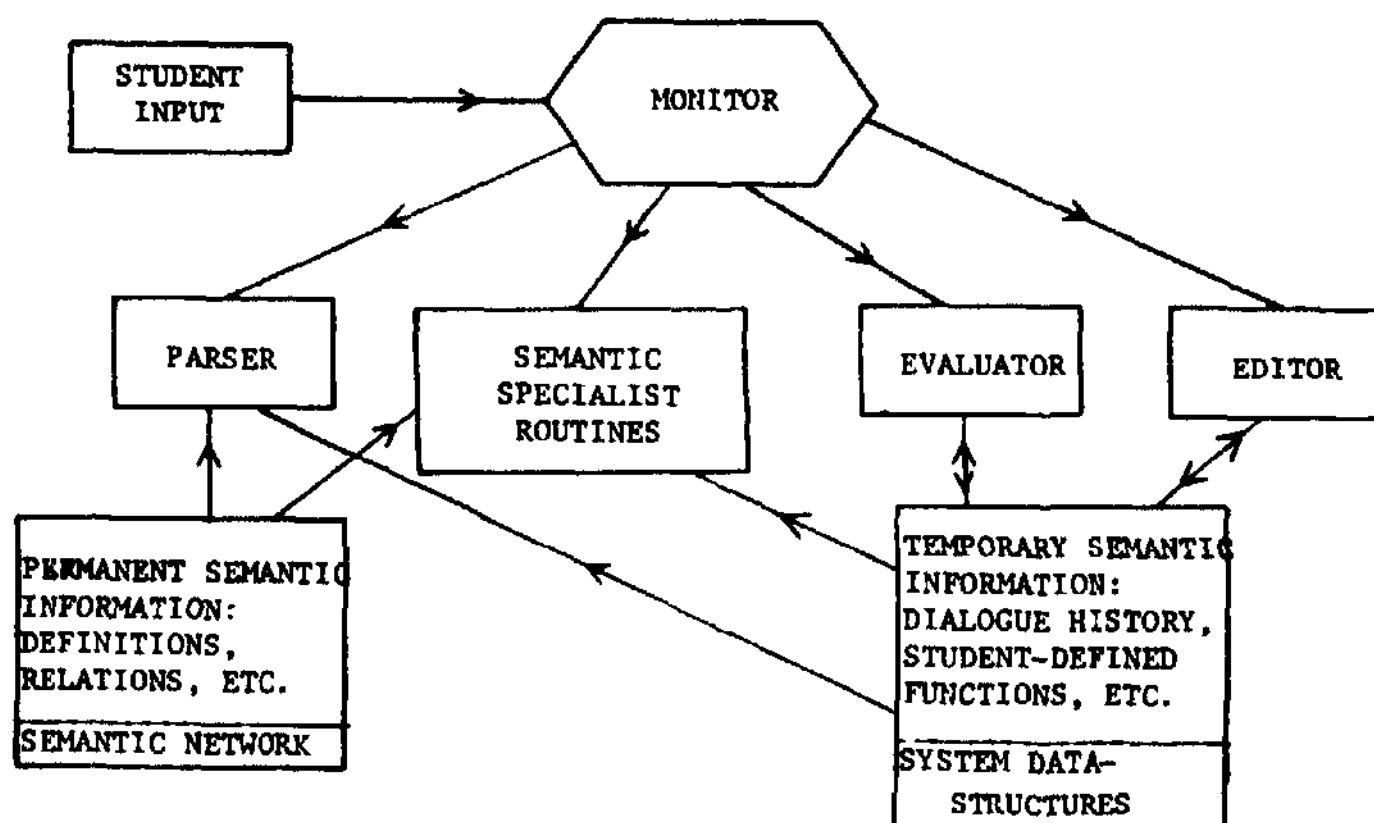 STUDENT
INPUT
MONITOR
PARSER
SEMANTIC
SPECIALIST
ROUTINES
EVALUATOR
EDITOR
PERMANENT SEMANTIC
INFORMATION:
DEFINITIONS,
RELATIONS, ETC.
SEMANTIC NETWORK
TEMPORARY SEMANTIC
INFORMATION:
DIALOGUE HISTORY,
STUDENT-DEFINED
FUNCTIONS, ETC.
SYSTEM DATA-
STRUCTURES